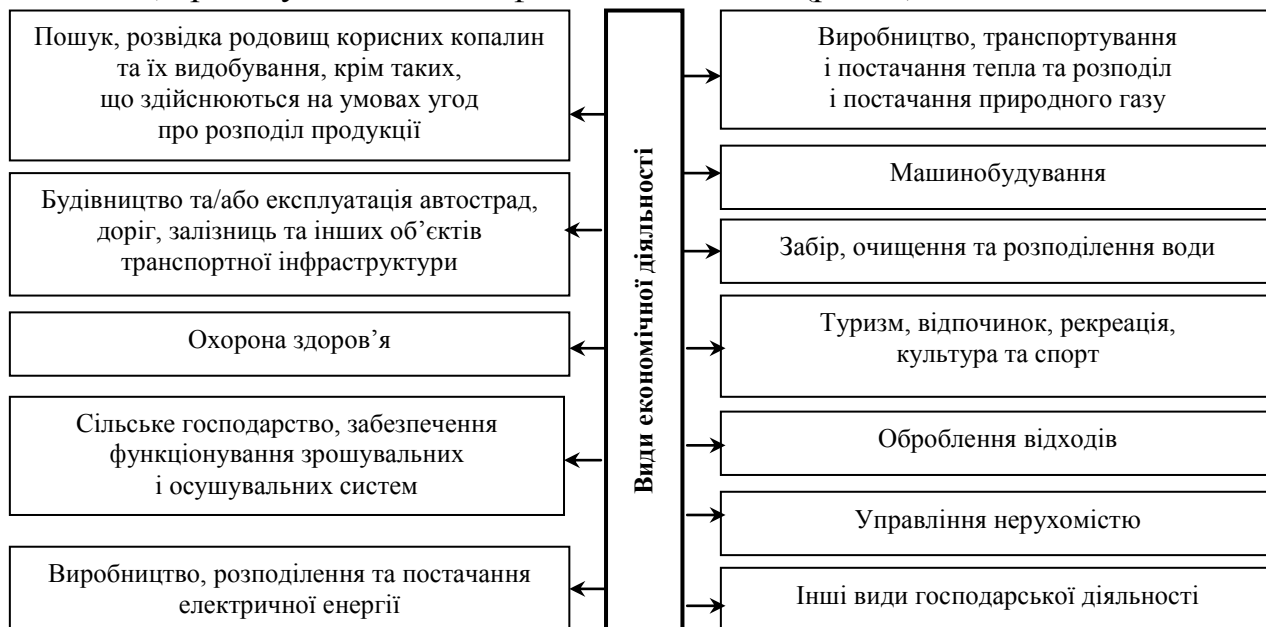 Пошук, розвідка родовищ корисних копалин
та їх видобування, крім таких,
що здійснюються на умовах угод
про розподіл продукції
Будівництво та/або експлуатація автострад,
доріг, залізниць та інших об’єктів
транспортної інфраструктури
Охорона здоров’я
Сільське господарство, забезпечення
функціонування зрошувальних
і осушувальних систем
Виробництво, розподілення та постачання
електричної енергії
Види економічної діяльності
Виробництво, транспортування
і постачання тепла та розподіл
і постачання природного газу
Машинобудування
Забір, очищення та розподілення води
Туризм, відпочинок, рекреація,
культура та спорт
Оброблення відходів
Управління нерухомістю
Інші види господарської діяльності